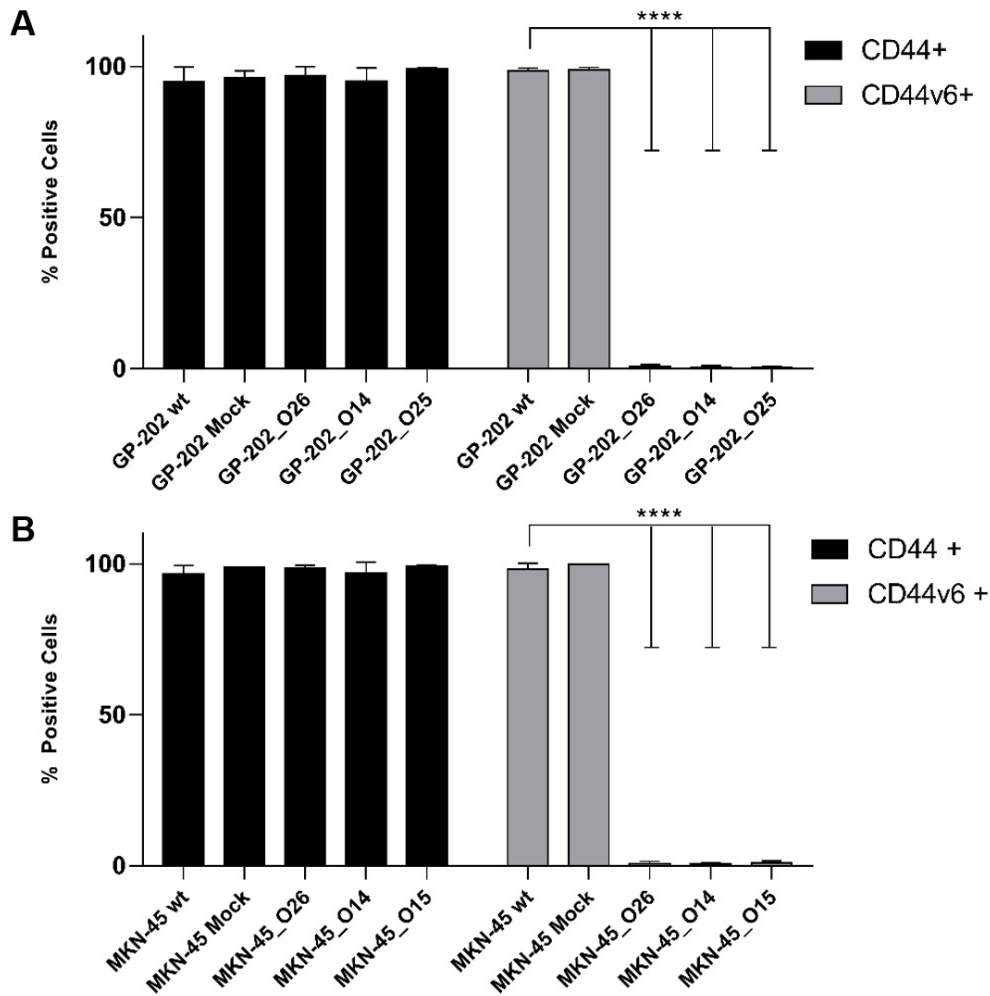 A
****
CD44+
CD44v6+
% Positive Cells
100
50
0
GP-202 wt
GP-202 Mock
GP-202_O26
GP-202_O14
GP-202_O25
GP-202 wt
GP-202 Mock
GP-202_O26
GP-202_O14
GP-202_O25
B
****
CD44 +
CD44v6 +
% Positive Cells
100
50
0
MKN-45 wt
MKN-45 Mock
MKN-45_O26
MKN-45_O14
MKN-45_O15
MKN-45 wt
MKN-45 Mock
MKN-45_O26
MKN-45_O14
MKN-45_O15